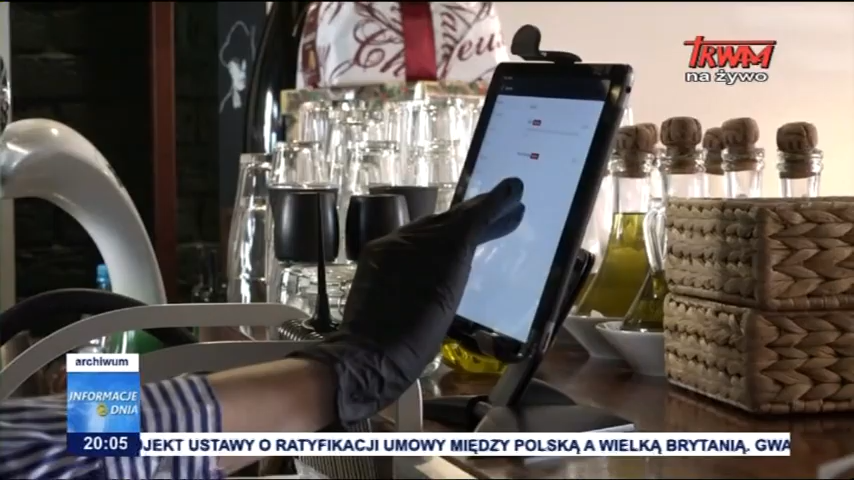 TRWAM
na żywo
archiwum
INFORMACJE
DNIA
20:05
JEKT USTAWY O RATYFIKACJI UMOWY MIĘDZY POLSKĄ A WIELKĄ BRYTANIĄ. GWA